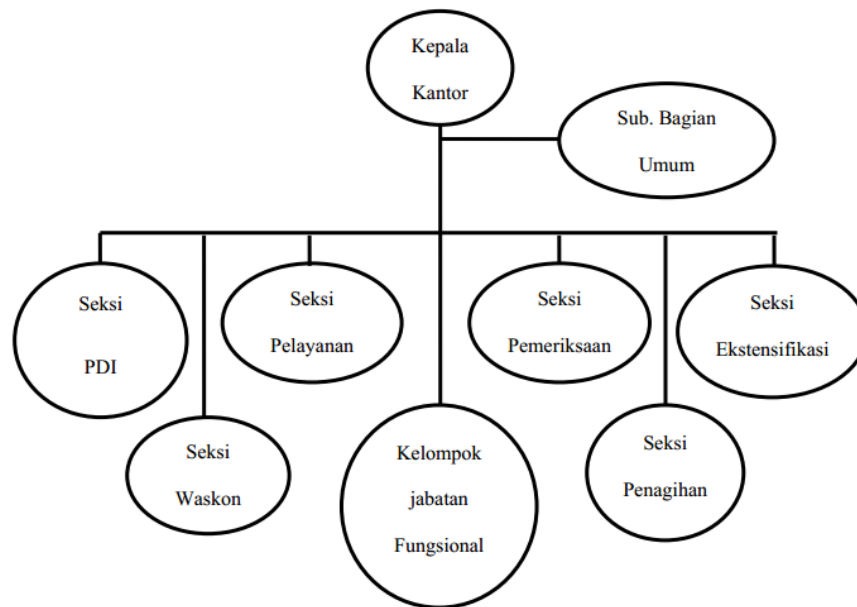 Kepala
Kantor
Sub. Bagian
Umum
Seksi
PDI
Seksi
Pelayanan
Seksi
Pemeriksaan
Seksi
Ekstensifikasi
Seksi
Waskon
Kelompok
jabatan
Fungsional
Seksi
Penagihan